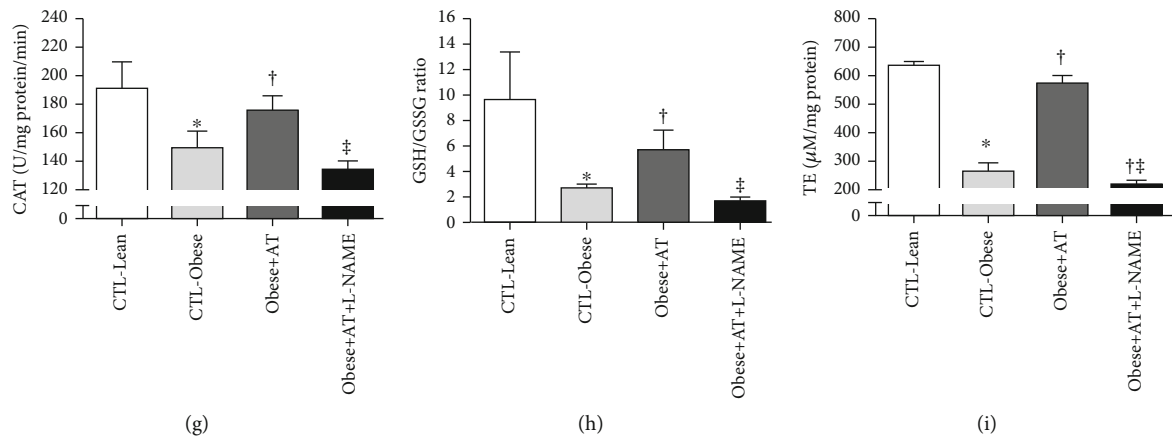 CAT (U/mg protein/min)
240
220
200
180
160
140
120
0
*
†
‡
CTL-Lean
CTL-Obese
Obese+AT
Obese+AT+L-NAME
(g)
GSH/GSSG ratio
16
14
12
10
8
6
4
2
0
*
†
‡
CTL-Lean
CTL-Obese
Obese+AT
Obese+AT+L-NAME
(h)
TE (μM/mg protein)
800
700
600
500
400
300
200
0
*
†
†‡
CTL-Lean
CTL-Obese
Obese+AT
Obese+AT+L-NAME
(i)